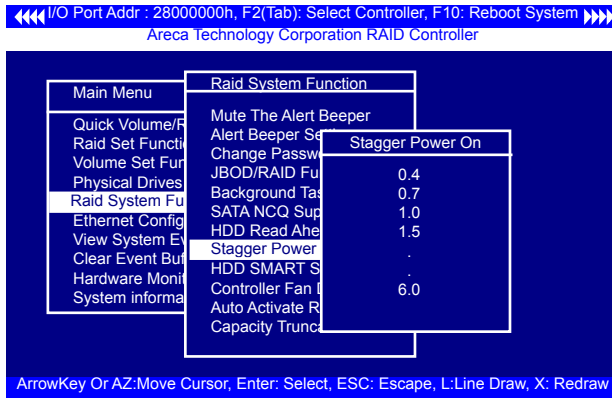 I/O Port Addr : 28000000h, F2(Tab): Select Controller, F10: Reboot System
Areca Technology Corporation RAID Controller
Main Menu
Quick Volume/R
Raid Set Functi
Volume Set Fun
Physical Drives
Raid System Fu
Ethernet Config
View System Ev
Clear Event Buf
Hardware Monit
System informa
Raid System Function
Mute The Alert Beeper
Alert Beeper Se
Change Passw
JBOD/RAID Fu
Background Tas
SATA NCQ Sup
HDD Read Ahe
Stagger Power
HDD SMART S
Controller Fan
Auto Activate R
Capacity Trunca
Stagger Power On
0.4
0.7
1.0
1.5
.
.
6.0
ArrowKey Or AZ:Move Cursor, Enter: Select, ESC: Escape, L:Line Draw, X: Redraw